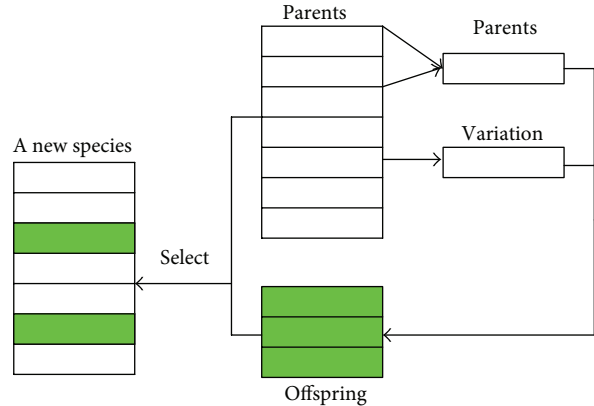 Parents
Parents
Variation
A new species
Select
Offspring